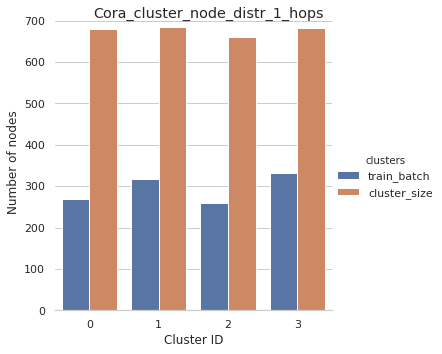 Cora_cluster_node_distr_1_hops
700
600
500
400
300
200
100
0
Number of nodes
0 1 2 3
Cluster ID
clusters
train_batch
cluster_size